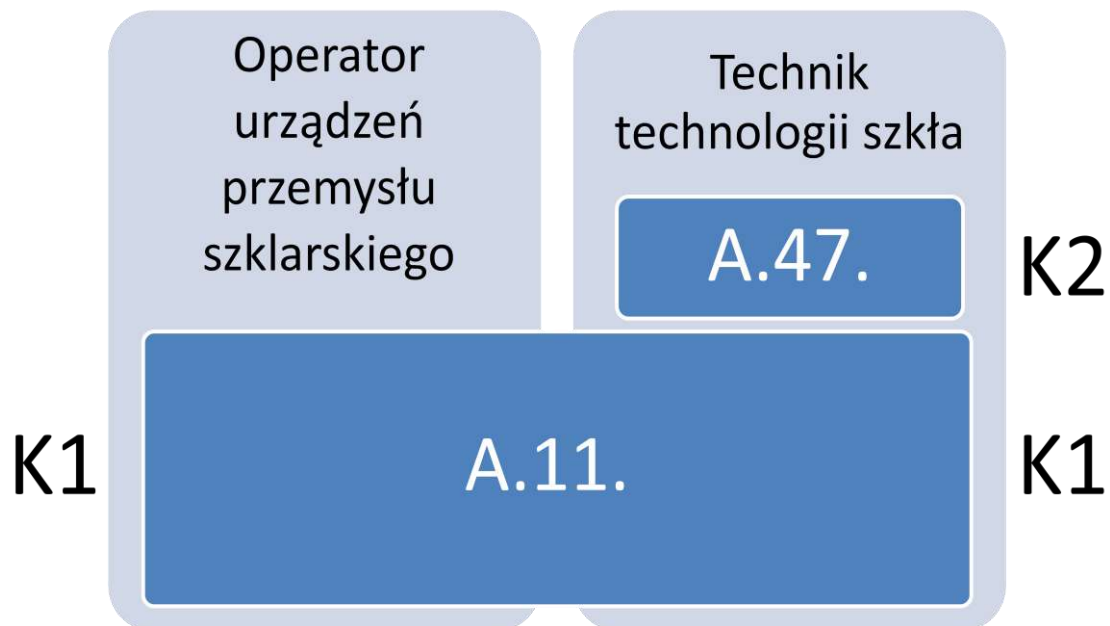 Operator
urządzeń
przemysłu
szklarskiego
Technik
technologii szkła
A.47.
K2
K1
A.11.
K1